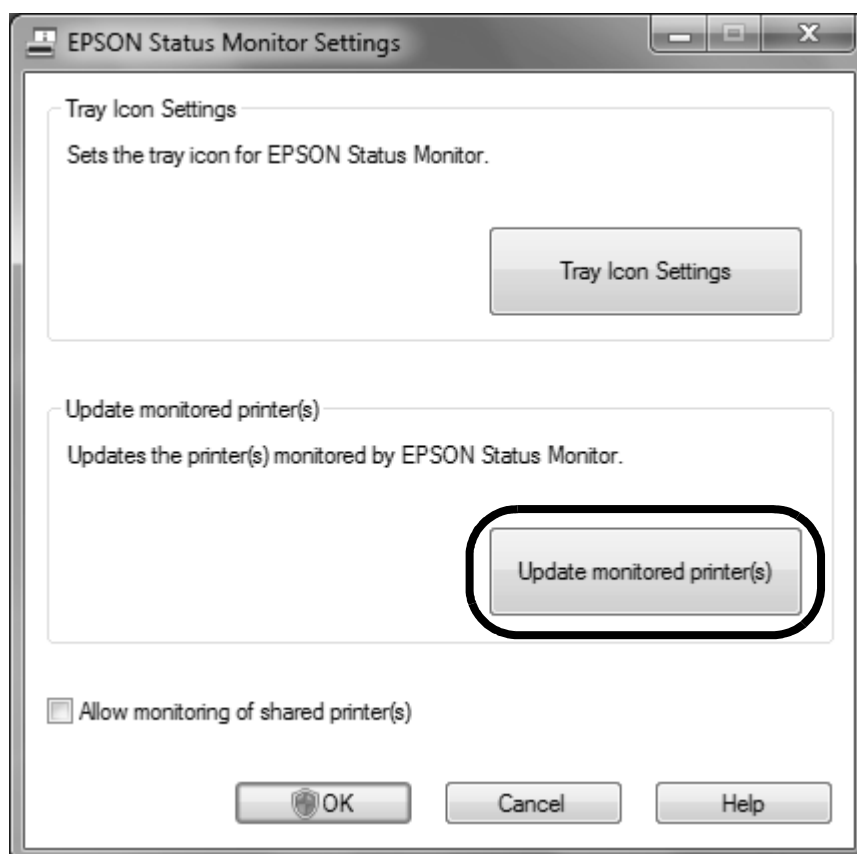 EPSON Status Monitor Settings
Tray Icon Settings
Sets the tray icon for EPSON Status Monitor.
Tray Icon Settings
Update monitored printer(s)
Updates the printer(s) monitored by EPSON Status Monitor.
Update monitored printer(s)
Allow monitoring of shared printer(s)
OK Cancel Help